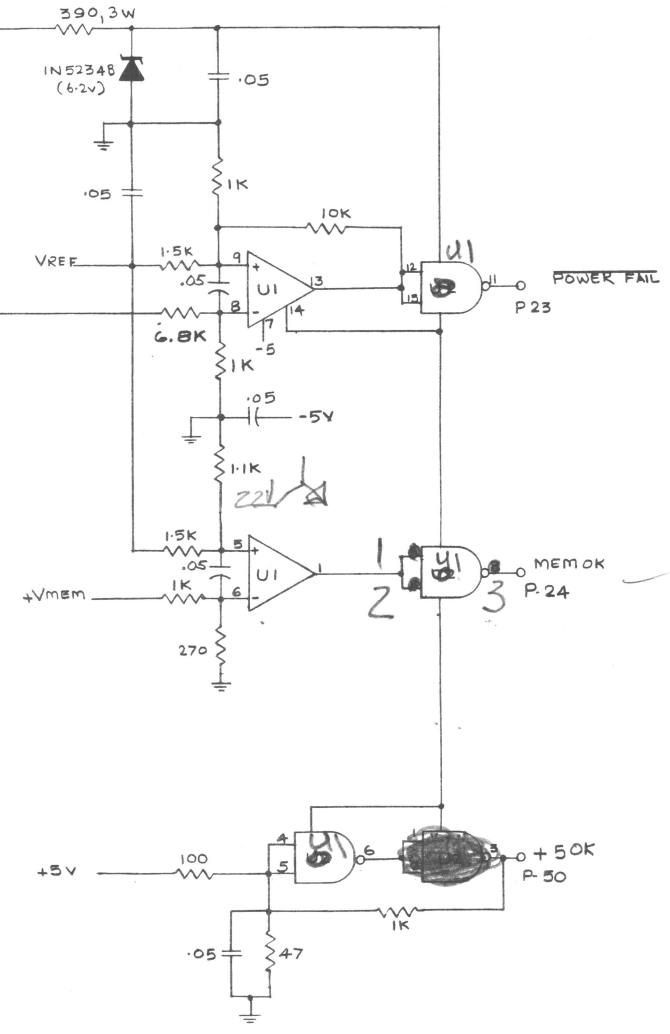 390, 3W
1N5234B
(6.2V)
.05
.05
1K
10K
VREF
1.5K
9
+
.05
U1
13
12
13
U1
11
POWER FAIL
P23
8
-
7
14
-5
6.8K
1K
.05
-5V
1.1K
22V
1.5K
5
+
.05
U1
1
1
2
U1
3
MEMOK
P-24
+VMEM
1K
6
-
270
4
5
U1
6
3
+5OK
P-50
+5V
100
1K
.05
47